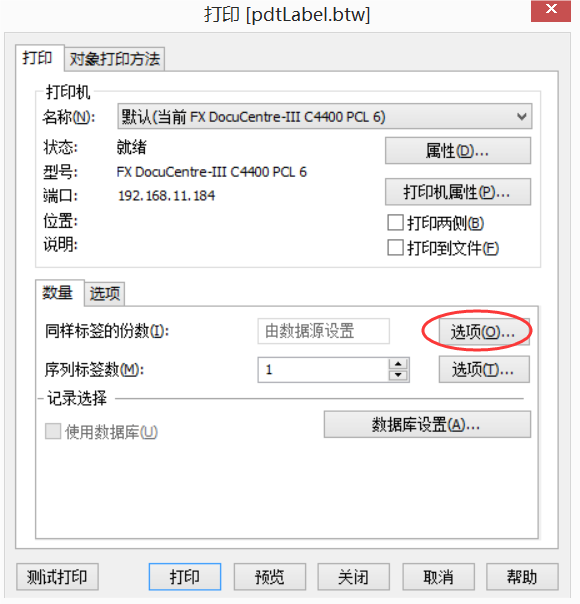 打印 [pdtLabel.btw]
打印 对象打印方法
打印机
名称(N): 默认(当前 FX DocuCentre-III C4400 PCL 6)
状态: 就绪 属性(D)...
型号: FX DocuCentre-III C4400 PCL 6
端口: 192.168.11.184 打印机属性(P)...
位置: 打印两侧(B)
说明: 打印到文件(F)
数量 选项
同样标签的份数(I): 由数据源设置 选项(O)...
序列标签数(M): 1 选项(T)...
记录选择
使用数据库(U) 数据库设置(A)...
测试打印 打印 预览 关闭 取消 帮助